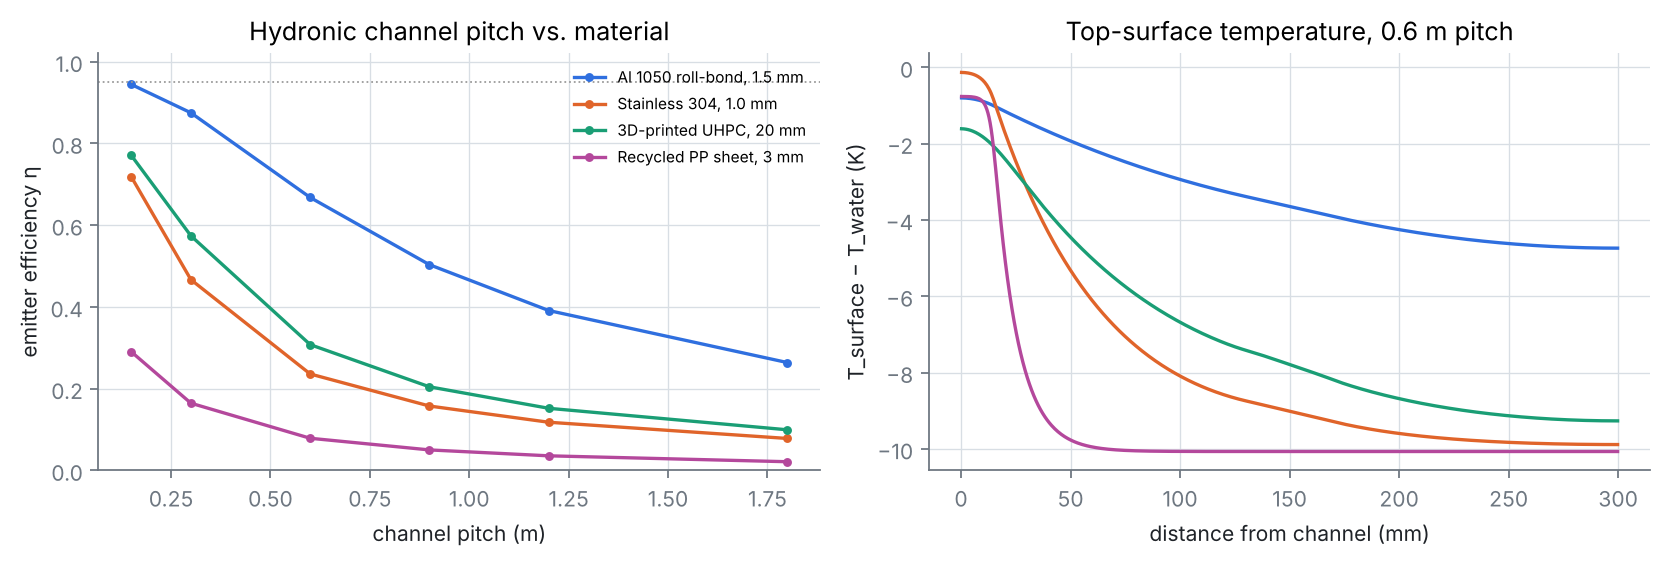 Hydronic channel pitch vs. material
1.0
0.8
0.6
0.4
0.2
0.0
emitter efficiency η
Al 1050 roll-bond, 1.5 mm
Stainless 304, 1.0 mm
3D-printed UHPC, 20 mm
Recycled PP sheet, 3 mm
0.25 0.50 0.75 1.00 1.25 1.50 1.75
channel pitch (m)
Top-surface temperature, 0.6 m pitch
0
−2
−4
−6
−8
−10
T_surface − T_water (K)
0 50 100 150 200 250 300
distance from channel (mm)